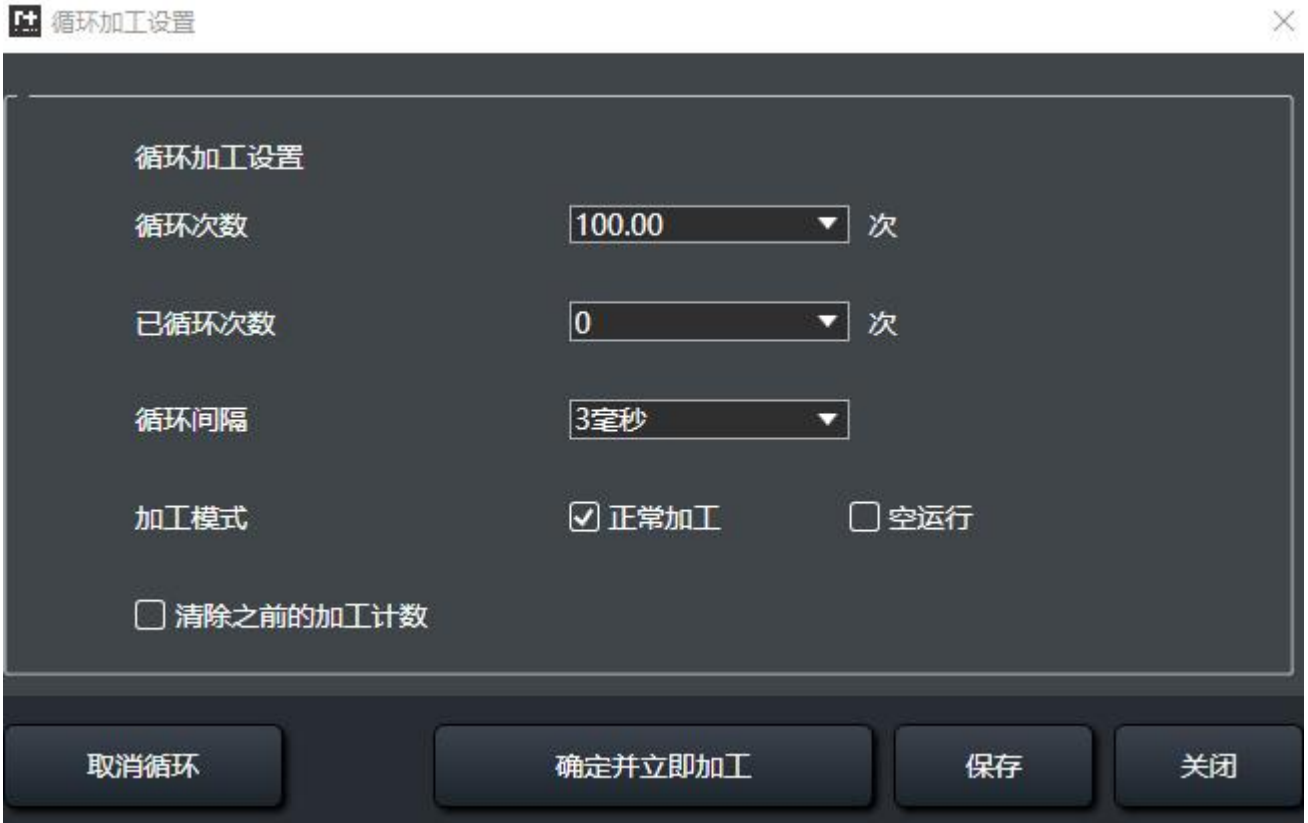 循环加工设置
循环加工设置
循环次数 100.00 次
已循环次数 0 次
循环间隔 3毫秒
加工模式 正常加工 空运行
清除之前的加工计数
取消循环 确定并立即加工 保存 关闭